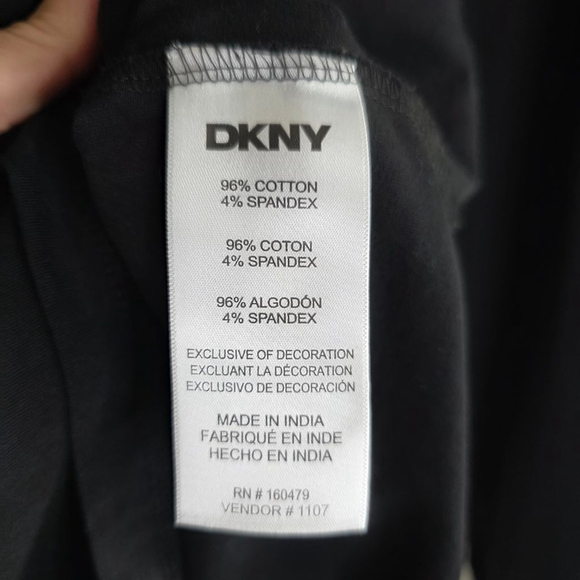 DKNY
96% COTTON
4% SPANDEX
96% COTON
4% SPANDEX
96% ALGODÓN
4% SPANDEX
EXCLUSIVE OF DECORATION
EXCLUANT LA DÉCORATION
EXCLUSIVO DE DECORACIÓN
MADE IN INDIA
FABRIQUÉ EN INDE
HECHO EN INDIA
RN # 160479
VENDOR # 1107